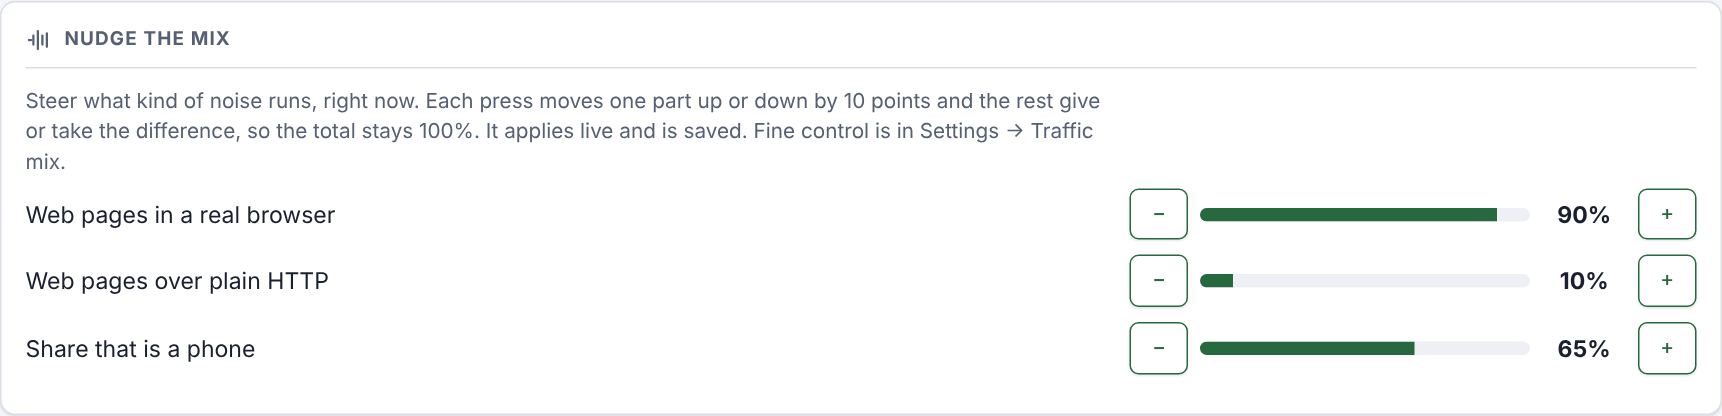 NUDGE THE MIX
Steer what kind of noise runs, right now. Each press moves one part up or down by 10 points and the rest give
or take the difference, so the total stays 100%. It applies live and is saved. Fine control is in Settings → Traffic
mix.
Web pages in a real browser − 90% +
Web pages over plain HTTP − 10% +
Share that is a phone − 65% +